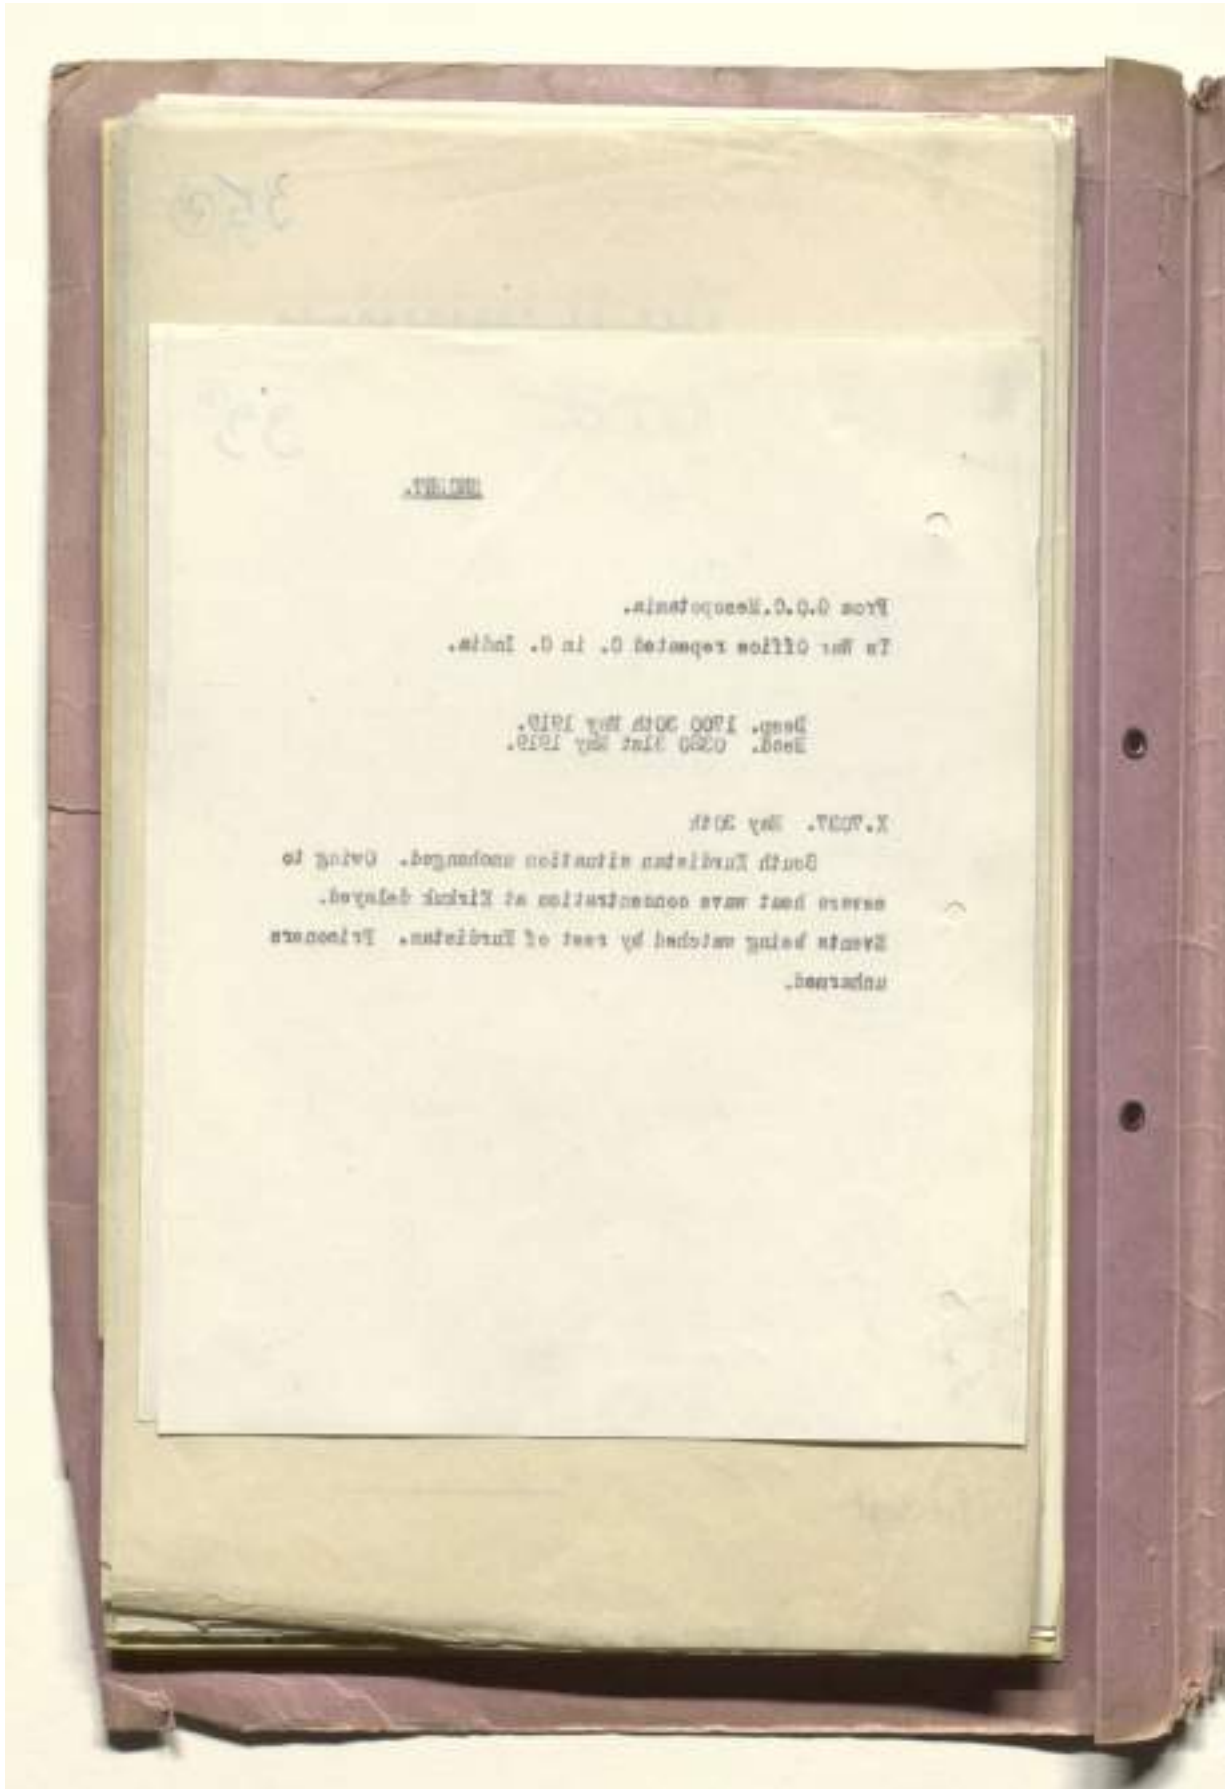 From G.O.C.Mesopotamia.
To War Office repeated C. in C. India.
Desp. 1700 30th May 1919.
Recd. 31st May 1919.
May 30th
South Kurdistan situation unchanged. Owing to
severe heat wave concentration at Kirkuk delayed.
Events being watched by rest of Kurdistan. Prisoners
unharmed.